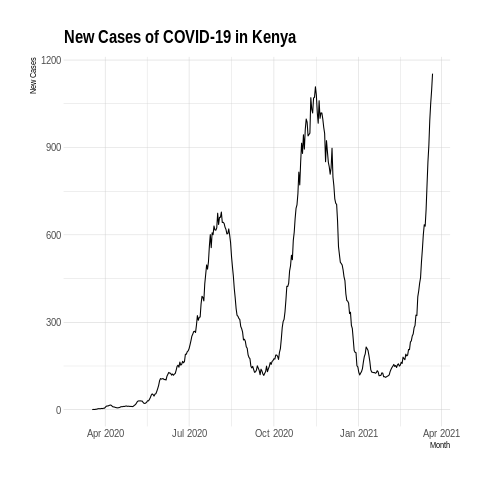 New Cases of COVID-19 in Kenya
New Cases
1200
900
600
300
0
Apr 2020 Jul 2020 Oct 2020 Jan 2021 Apr 2021
Month